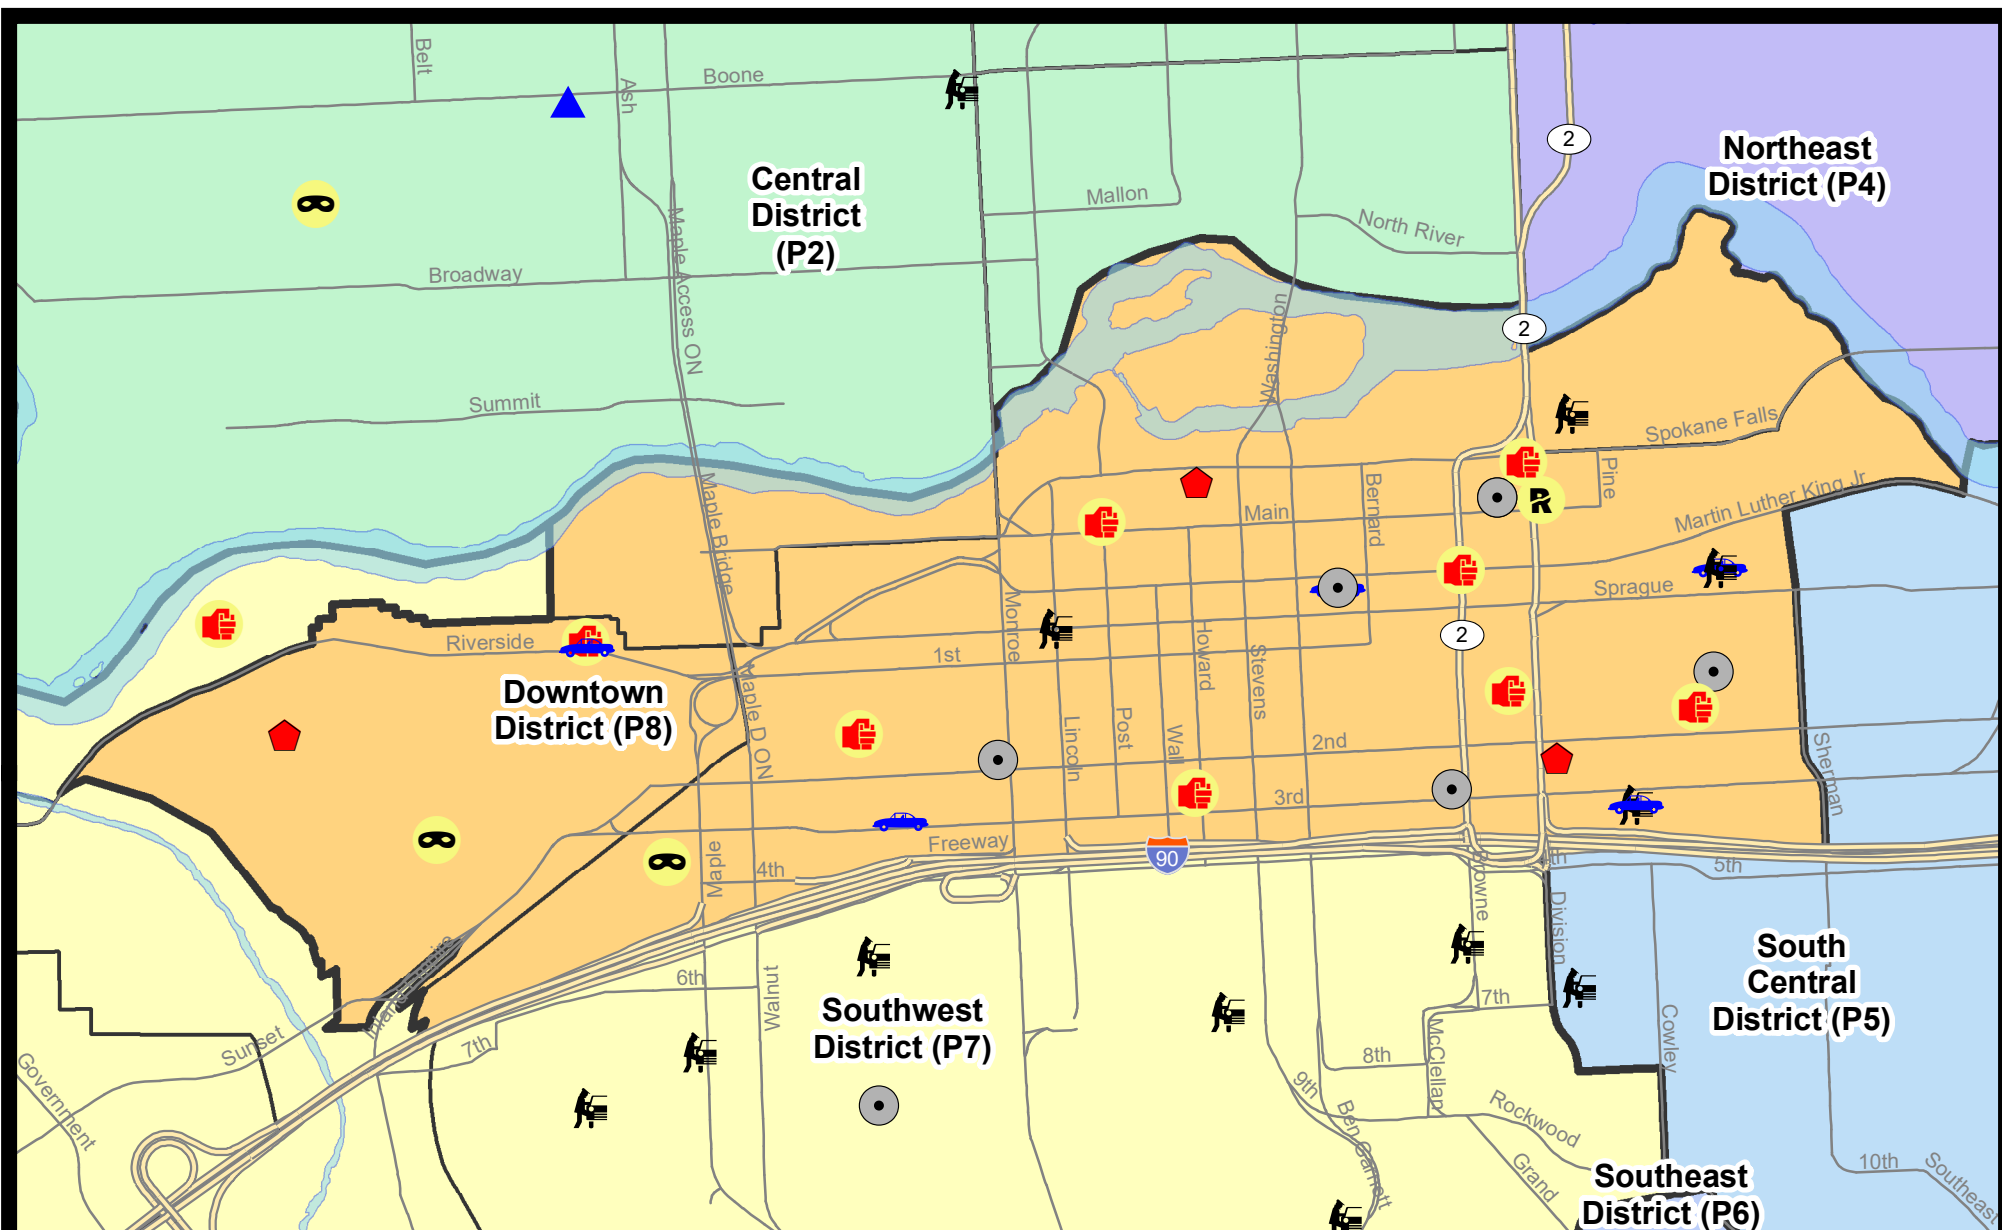 Belt
Ash
Boone
2
Northeast
District (P4)
Central
District
(P2)
Mallon
North River
Maple Access ON
Broadway
Washington
2
Summit
Spokane Falls
Pine
Bernard
Main
R
Martin Luther King Jr
Maple Bridge
Sprague
Monroe
Riverside
1st
Howard
Stevens
2
Downtown
District (P8)
Maple D ON
Lincoln
Post
Wall
2nd
Sherman
3rd
Freeway
90
4th
Maple
4th
5th
Browne
Division
Inland Empire
6th
Walnut
Southwest
District (P7)
South
Central
District (P5)
7th
Cowley
Sunset
7th
McClellan
8th
Government
9th
Ben Garnett
Rockwood
Grand
10th
Southeast
Southeast
District (P6)